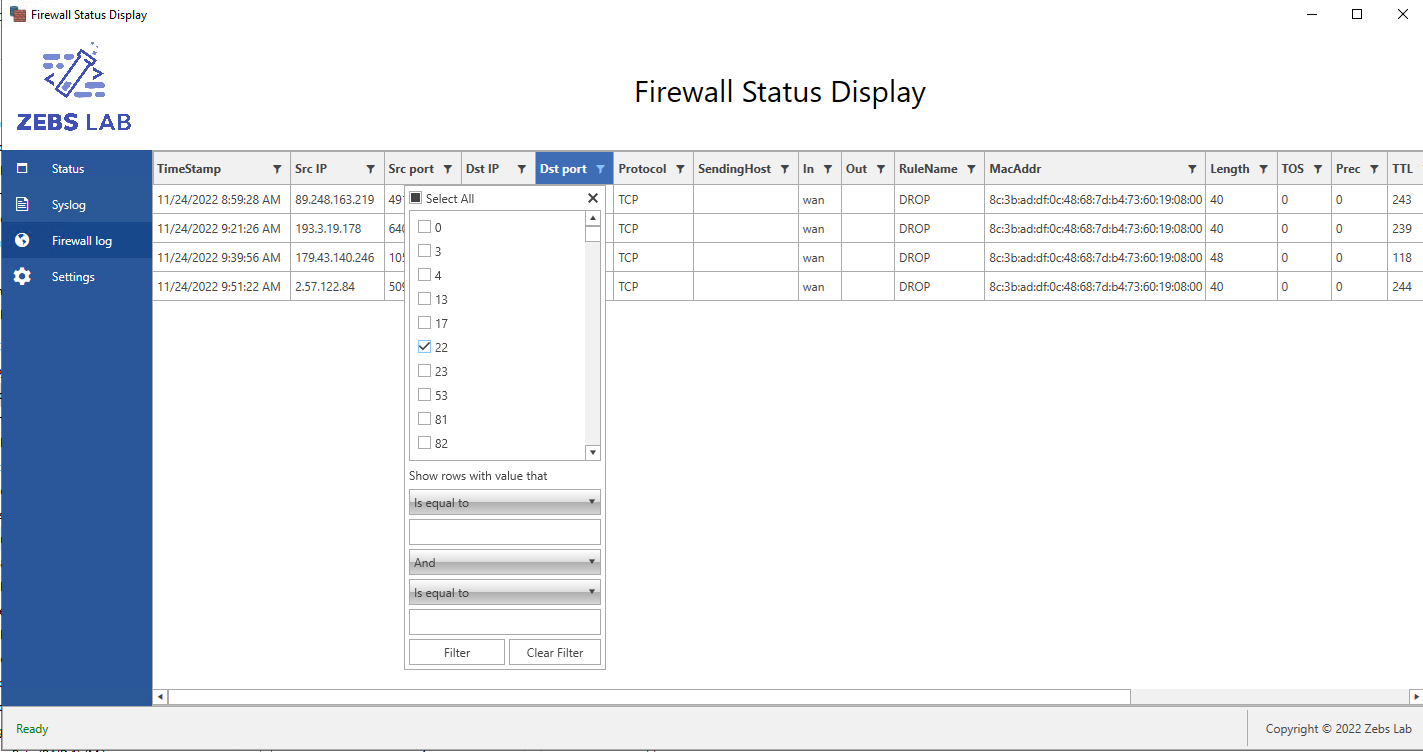 Firewall Status Display
ZEBS LAB
Firewall Status Display
Status
Syslog
Firewall log
Settings
TimeStamp Src IP Src port Dst IP Dst port Protocol SendingHost In Out RuleName MacAddr Length TOS Prec TTL
11/24/2022 8:59:28 AM 89.248.163.219 491 TCP wan DROP 8c:3b:ad:df:0c:48:68:7d:b4:73:60:19:08:00 40 0 0 243
11/24/2022 9:21:26 AM 193.3.19.178 640 TCP wan DROP 8c:3b:ad:df:0c:48:68:7d:b4:73:60:19:08:00 40 0 0 239
11/24/2022 9:39:56 AM 179.43.140.246 105 TCP wan DROP 8c:3b:ad:df:0c:48:68:7d:b4:73:60:19:08:00 48 0 0 118
11/24/2022 9:51:22 AM 2.57.122.84 509 TCP wan DROP 8c:3b:ad:df:0c:48:68:7d:b4:73:60:19:08:00 40 0 0 244
Select All
0
3
4
13
17
22
23
53
81
82
Show rows with value that
Is equal to
And
Is equal to
Filter Clear Filter
Ready
Copyright © 2022 Zebs Lab